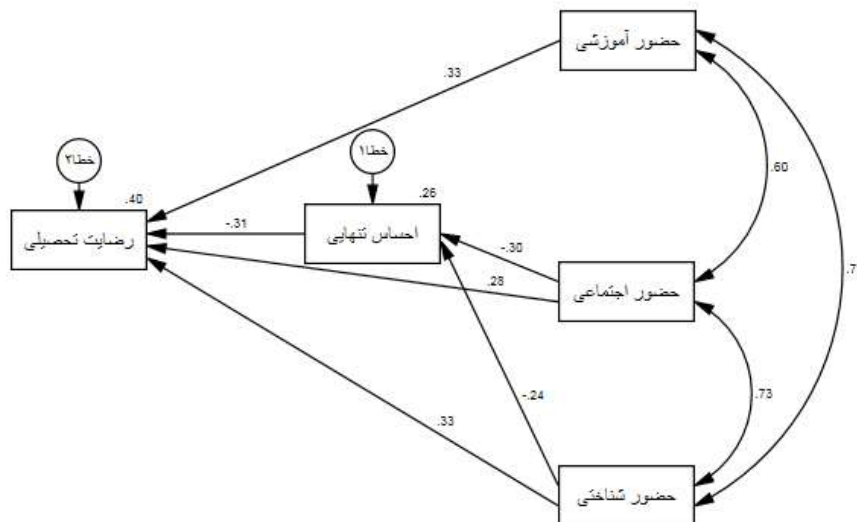 حضور آموزشی
.33
.60
.7
خطا۱
خطا۲
.26
.40
احساس تنهایی
رضایت تحصیلی
-.31
-.30
.28
حضور اجتماعی
-.24
.73
.33
حضور شناختی